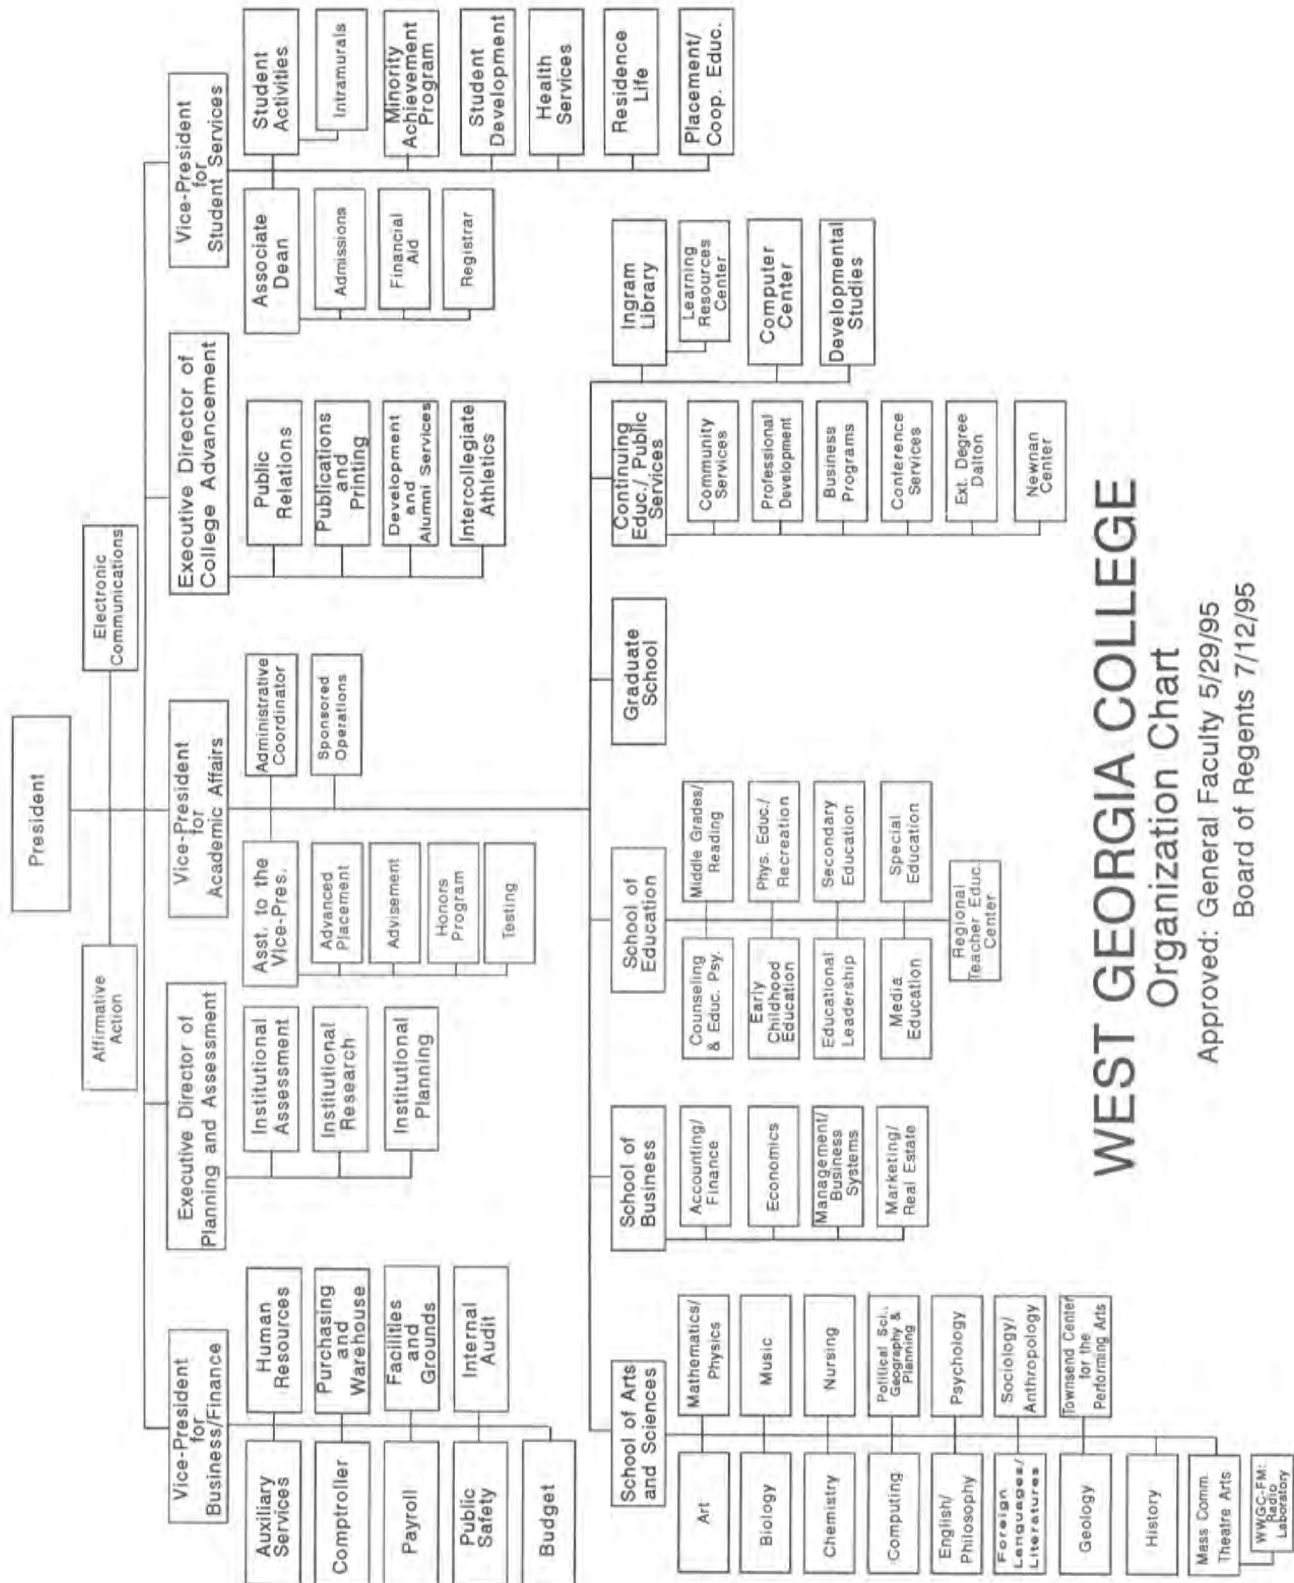 President
Affirmative
Action
Electronic
Communications
Vice-President
for
Business/Finance
Executive Director of
Planning and Assessment
Vice-President
for
Academic Affairs
Executive Director of
College Advancement
Vice-President
for
Student Services
Auxiliary
Services
Human
Resources
Comptroller
Purchasing
and
Warehouse
Payroll
Facilities
and
Grounds
Public
Safety
Internal
Audit
Budget
Institutional
Assessment
Institutional
Research
Institutional
Planning
Asst. to the
Vice-Pres.
Administrative
Coordinator
Advanced
Placement
Advisement
Honors
Program
Testing
Sponsored
Operations
Public
Relations
Publications
and
Printing
Development
and
Alumni Services
Intercollegiate
Athletics
Associate
Dean
Admissions
Financial
Aid
Registrar
Student
Activities
Intramurals
Minority
Achievement
Program
Student
Development
Health
Services
Residence
Life
Placement/
Coop. Educ.
School of Arts
and Sciences
Art
Mathematics/
Physics
Biology
Music
Chemistry
Nursing
Computing
Political Sci.,
Geography &
Planning
English/
Philosophy
Psychology
Foreign
Languages/
Literatures
Sociology/
Anthropology
Geology
Townsend Center
for the
Performing Arts
History
Mass Comm.
Theatre Arts
WWGC-FM:
Radio
Laboratory
School of
Business
Accounting/
Finance
Economics
Management/
Business
Systems
Marketing/
Real Estate
School of
Education
Counseling
& Educ. Psy.
Middle Grades/
Reading
Early
Childhood
Education
Phys. Educ./
Recreation
Educational
Leadership
Secondary
Education
Media
Education
Special
Education
Regional
Teacher Educ.
Center
Graduate
School
Continuing
Educ./ Public
Services
Community
Services
Professional
Development
Business
Programs
Conference
Services
Ext. Degree
Dalton
Newnan
Center
Ingram
Library
Learning
Resources
Center
Computer
Center
Developmental
Studies
WEST GEORGIA COLLEGE
Organization Chart
Approved: General Faculty 5/29/95
Board of Regents 7/12/95